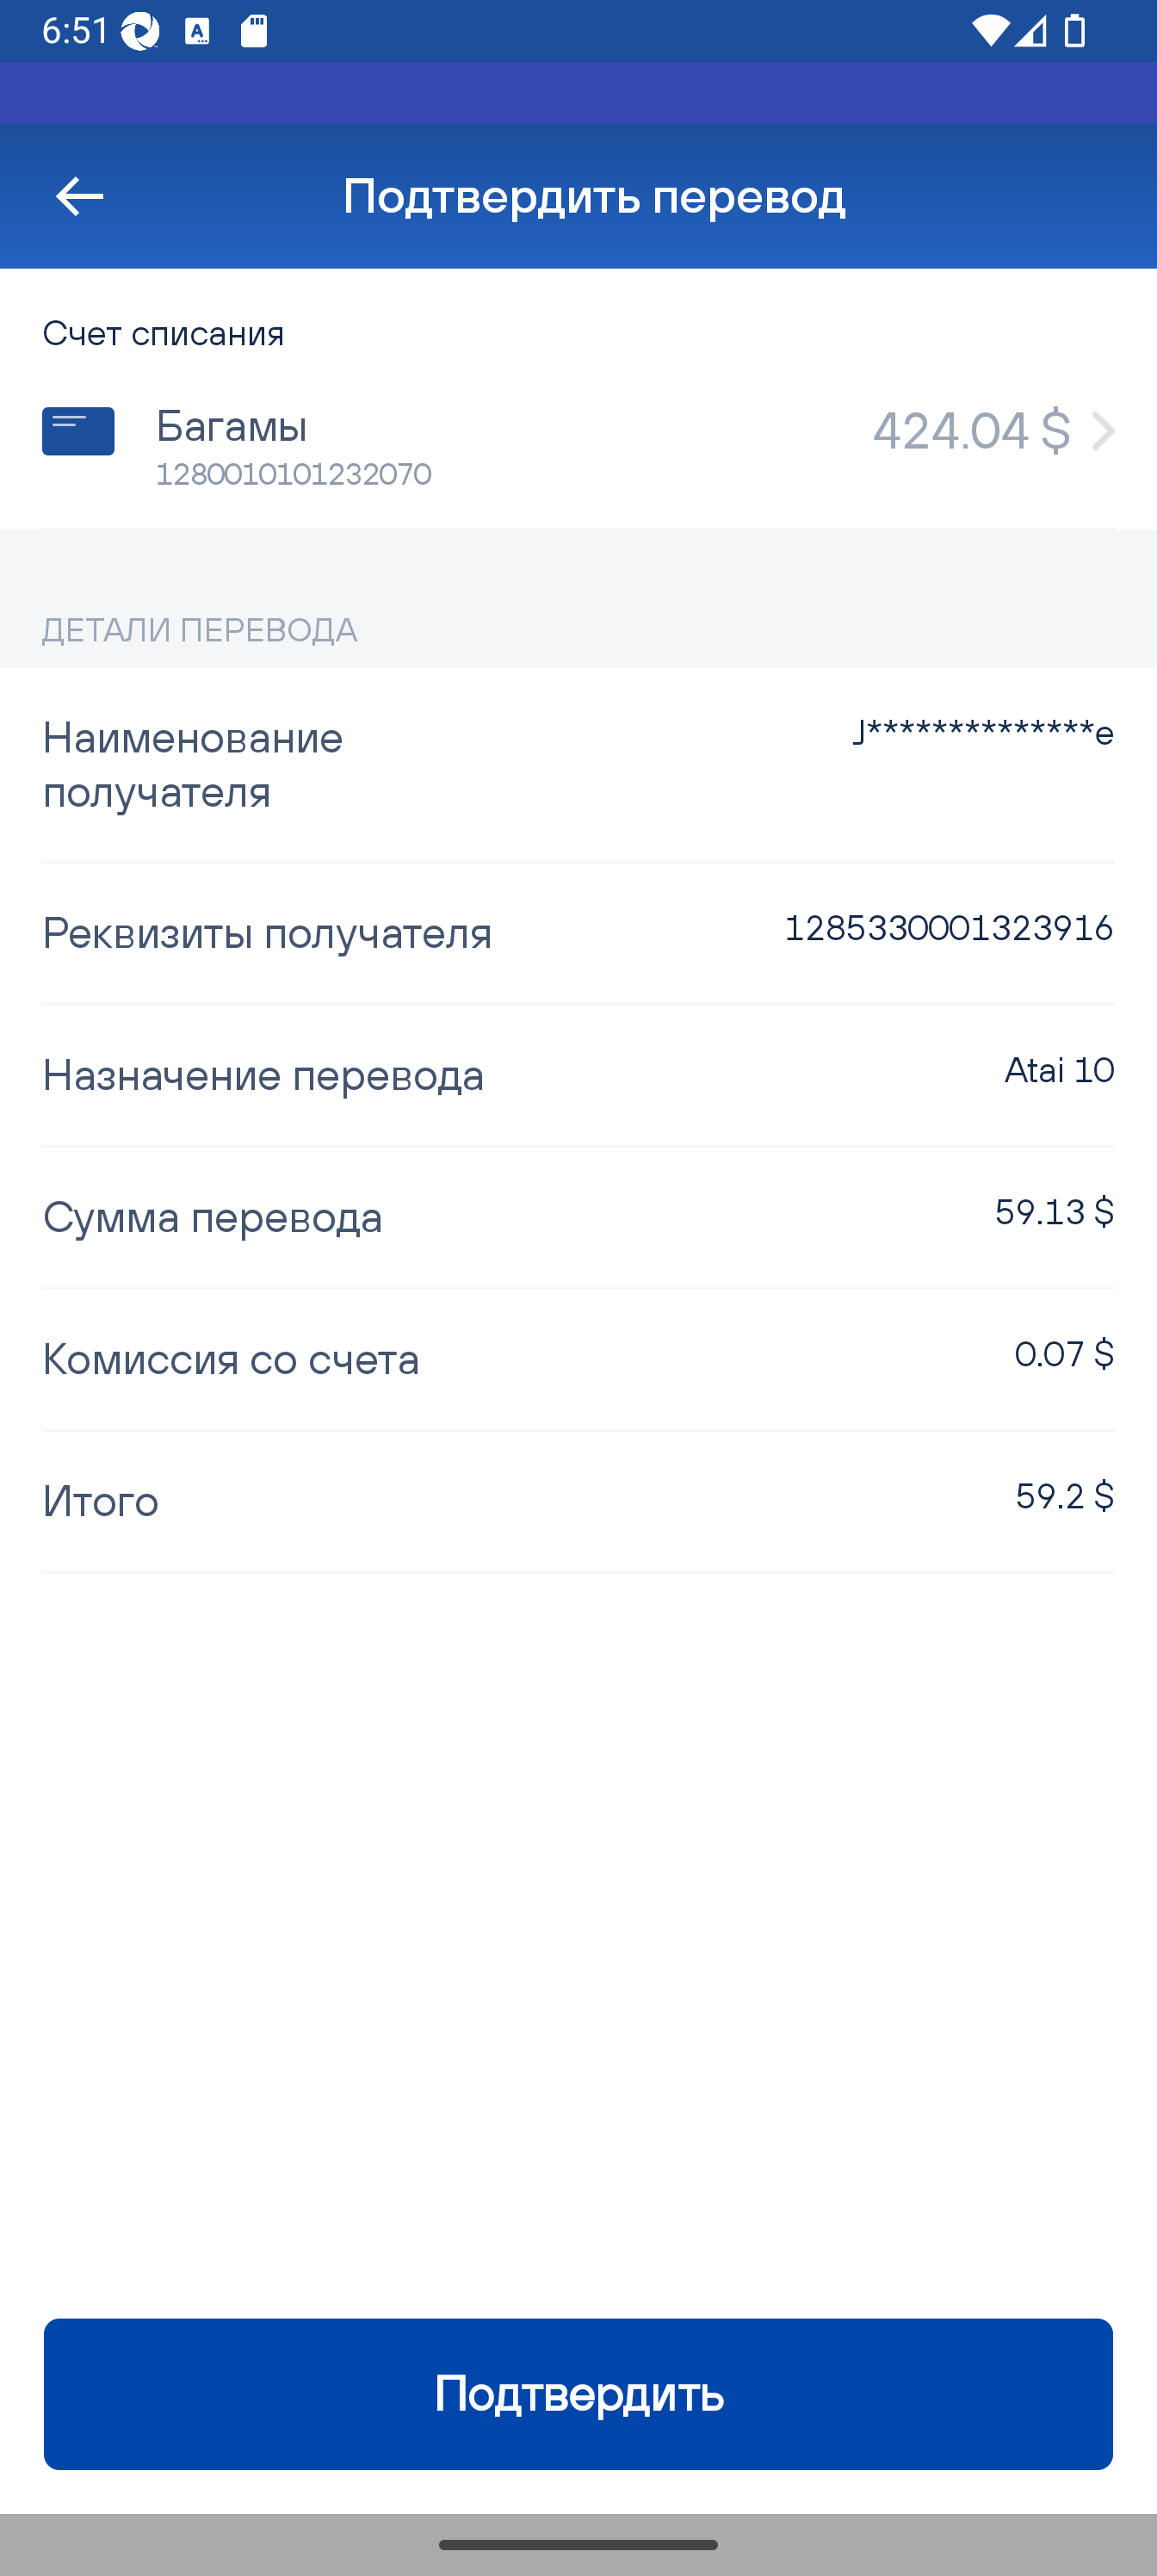 6:51
Подтвердить перевод
Счет списания
Багамы
424.04 $
1280010101232070
ДЕТАЛИ ПЕРЕВОДА
Наименование получателя
J**************e
Реквизиты получателя
1285330001323916
Назначение перевода
Atai 10
Сумма перевода
59.13 $
Комиссия со счета
0.07 $
Итого
59.2 $
Подтвердить